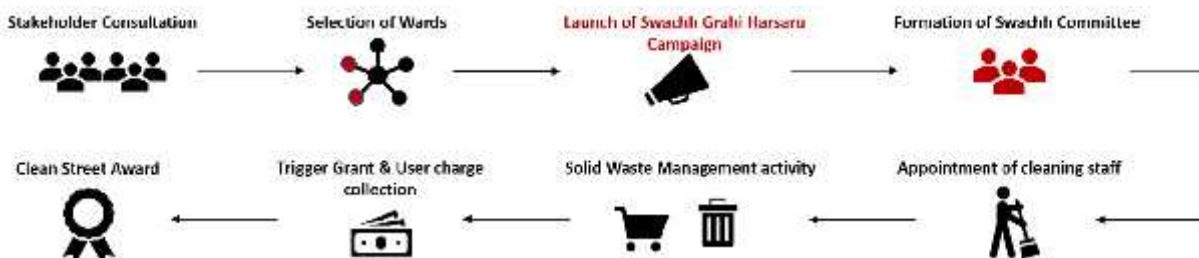 Stakeholder Consultation
Selection of Wards
Launch of Swachh Grahi Harsaru
Campaign
Formation of Swachh Committee
Clean Street Award
Trigger Grant & User charge
collection
Solid Waste Management activity
Appointment of cleaning staff